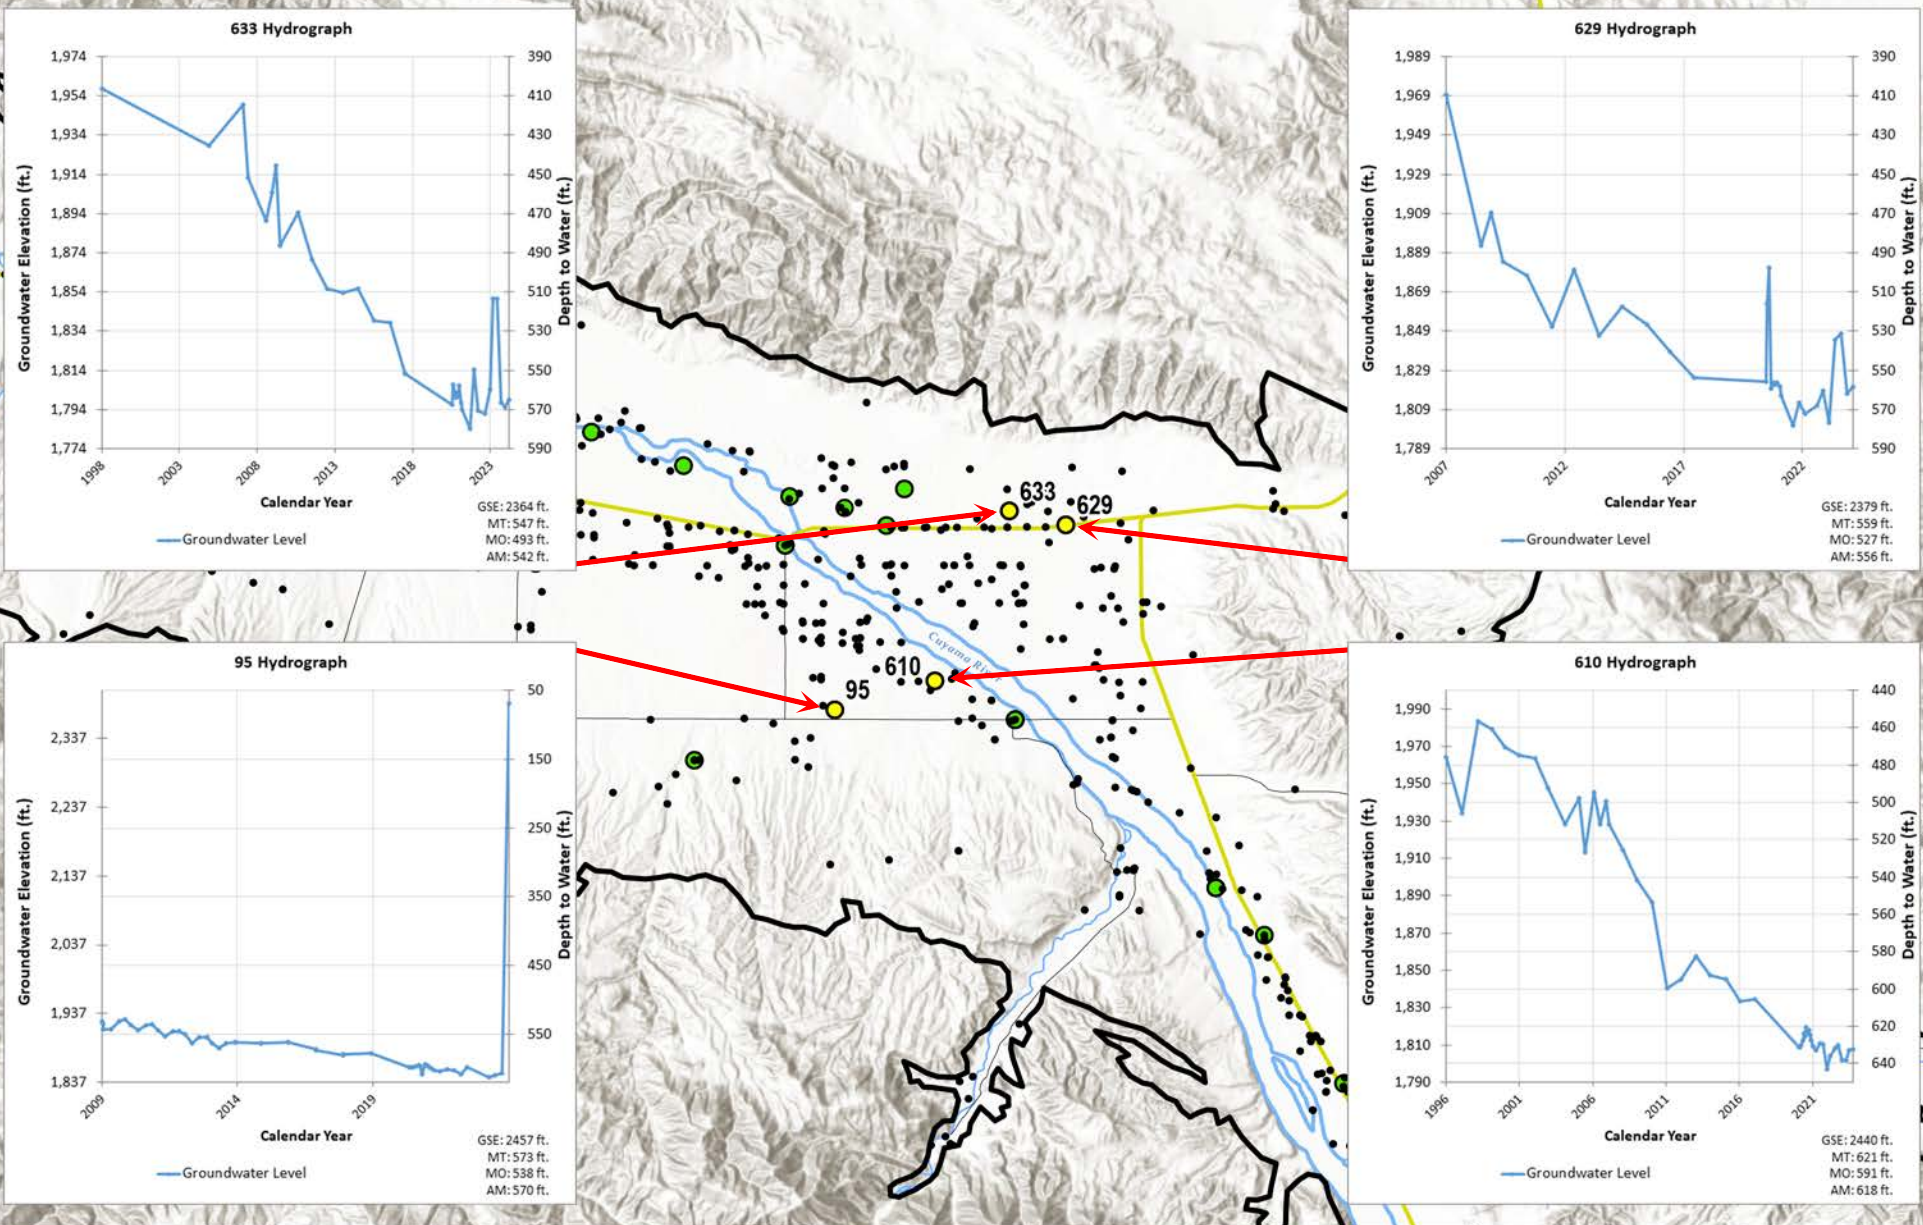 633 Hydrograph
1,974
1,954
1,934
1,914
1,894
1,874
1,854
1,834
1,814
1,794
1,774
390
410
430
450
470
490
510
530
550
570
590
Groundwater Elevation (ft.)
Depth to Water (ft.)
1998
2003
2008
2013
2018
2023
Calendar Year
Groundwater Level
GSE: 2364 ft.
MT: 547 ft.
MO: 493 ft.
AM: 542 ft.
629 Hydrograph
1,989
1,969
1,949
1,929
1,909
1,889
1,869
1,849
1,829
1,809
1,789
390
410
430
450
470
490
510
530
550
570
590
Groundwater Elevation (ft.)
Depth to Water (ft.)
2007
2012
2017
2022
Calendar Year
Groundwater Level
GSE: 2379 ft.
MT: 559 ft.
MO: 527 ft.
AM: 556 ft.
633
629
Cuyama River
610
95
95 Hydrograph
2,337
2,237
2,137
2,037
1,937
1,837
50
150
250
350
450
550
Groundwater Elevation (ft.)
Depth to Water (ft.)
2009
2014
2019
Calendar Year
Groundwater Level
GSE: 2457 ft.
MT: 573 ft.
MO: 538 ft.
AM: 570 ft.
610 Hydrograph
1,990
1,970
1,950
1,930
1,910
1,890
1,870
1,850
1,830
1,810
1,790
440
460
480
500
520
540
560
580
600
620
640
Groundwater Elevation (ft.)
Depth to Water (ft.)
1996
2001
2006
2011
2016
2021
Calendar Year
Groundwater Level
GSE: 2440 ft.
MT: 621 ft.
MO: 591 ft.
AM: 618 ft.